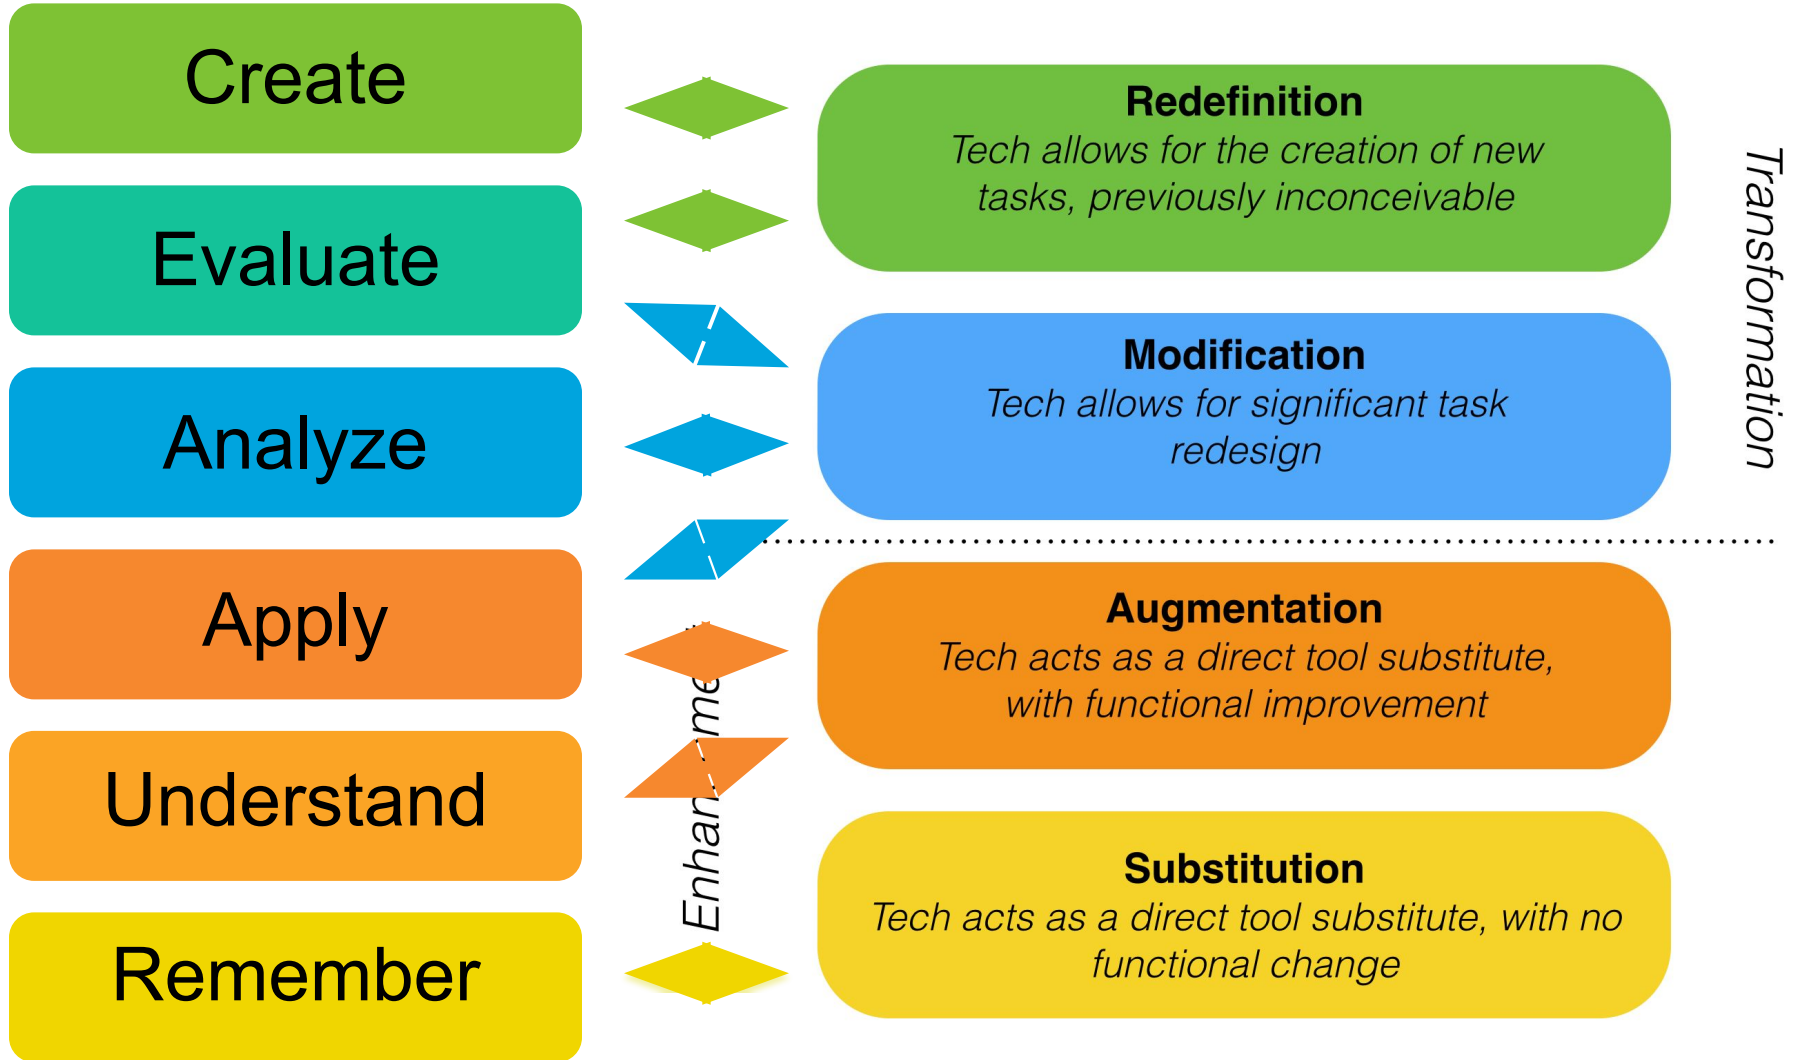 Create
Evaluate
Analyze
Apply
Understand
Remember
Redefinition
Tech allows for the creation of new
tasks, previously inconceivable
Modification
Tech allows for significant task
redesign
Augmentation
Tech acts as a direct tool substitute,
with functional improvement
Substitution
Tech acts as a direct tool substitute, with no
functional change
Transformation